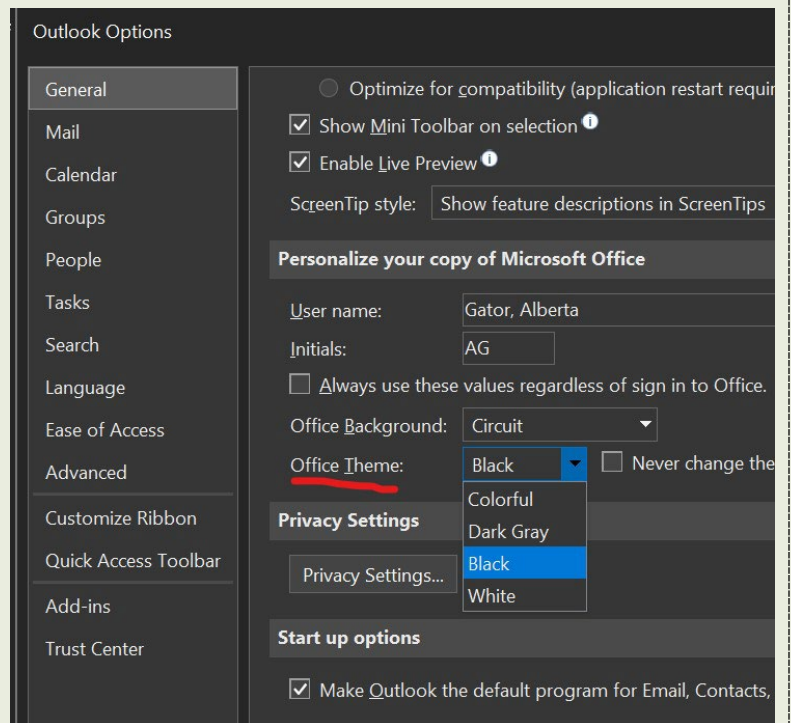 Outlook Options
General
Mail
Calendar
Groups
People
Tasks
Search
Language
Ease of Access
Advanced
Customize Ribbon
Quick Access Toolbar
Add-ins
Trust Center
Optimize for compatibility (application restart requir
Show Mini Toolbar on selection
Enable Live Preview
ScreenTip style: Show feature descriptions in ScreenTips
Personalize your copy of Microsoft Office
User name: Gator, Alberta
Initials: AG
Always use these values regardless of sign in to Office.
Office Background: Circuit
Office Theme: Black Never change the
Colorful
Dark Gray
Black
White
Privacy Settings
Privacy Settings...
Start up options
Make Outlook the default program for Email, Contacts,